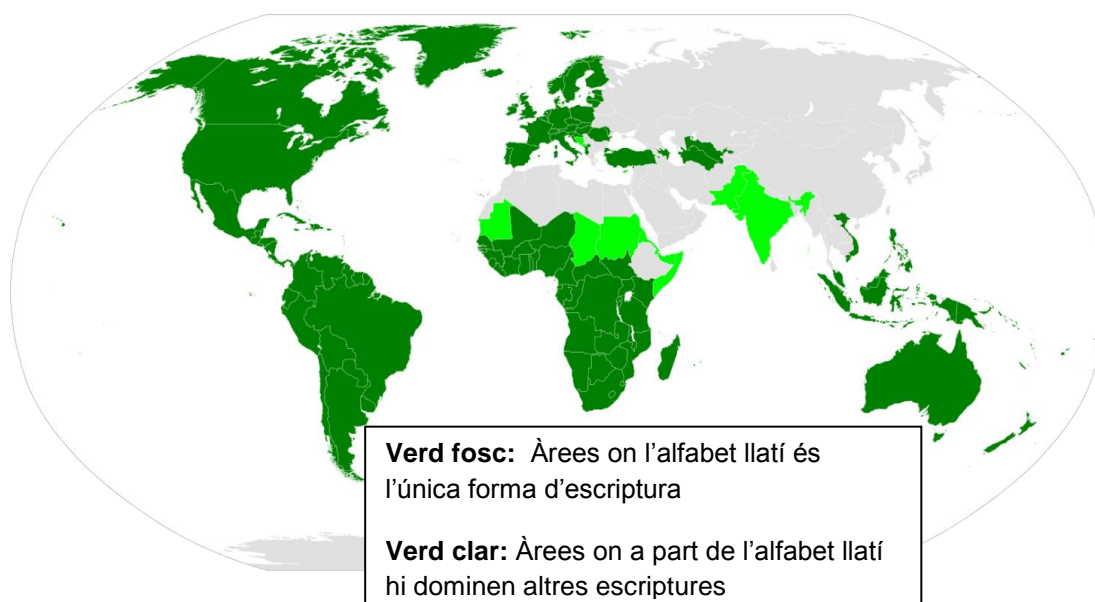 Verd fosc: Àrees on l’alfabet llatí és
l’única forma d’escriptura
Verd clar: Àrees on a part de l’alfabet llatí
hi dominen altres escriptures